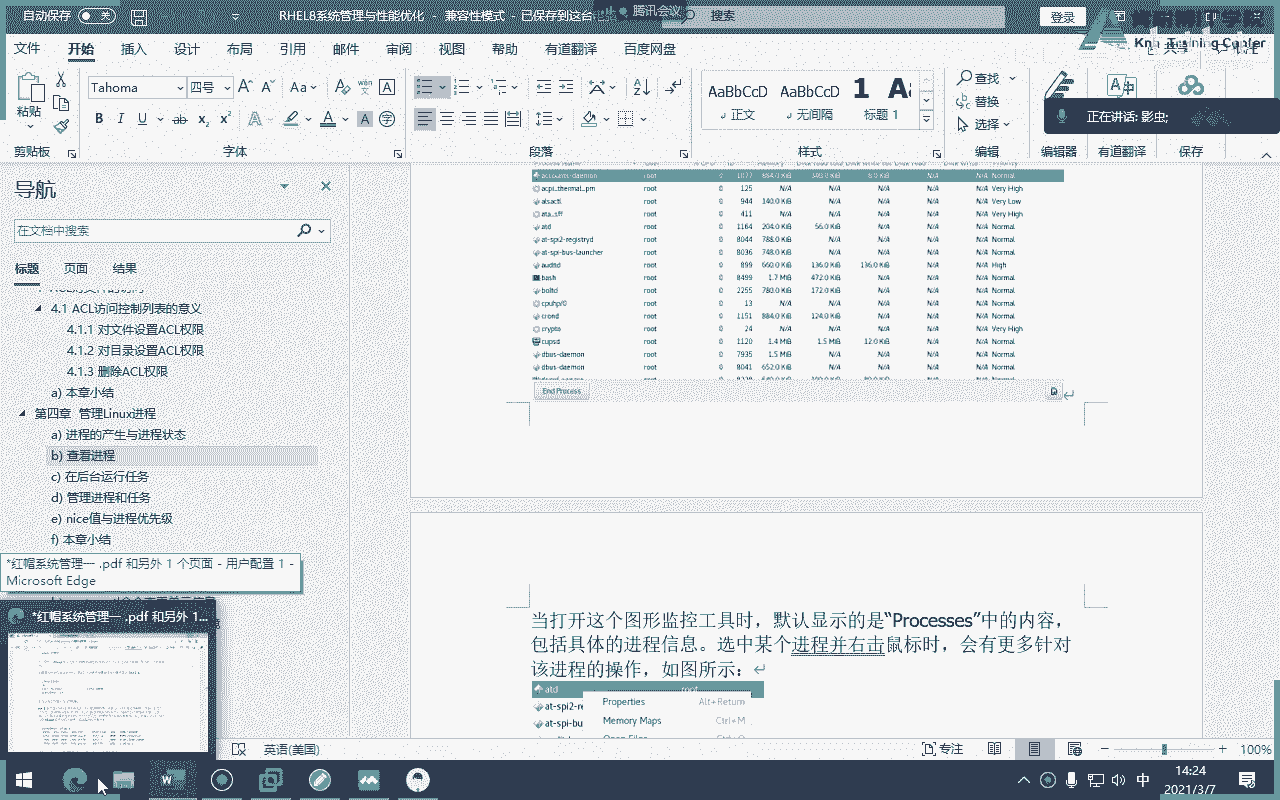 自动保存 关 RHEL8系统管理与性能优化 - 兼容性模式 - 已保存到这台
腾讯会议
搜索
登录
文件 开始 插入 设计 布局 引用 邮件 审阅 视图 帮助 有道翻译 百度网盘
Training Center
粘贴
Tahoma 四号
AaBbCcD AaBbCcD 1
正文 无间隔 标题 1
查找
替换
选择
正在讲话: 影虫;
剪贴板 字体 段落 样式 编辑 编辑器 有道翻译 保存
导航
在文档中搜索
标题 页面 结果
4.1 ACL访问控制列表的意义
4.1.1 对文件设置ACL权限
4.1.2 对目录设置ACL权限
4.1.3 删除ACL权限
a) 本章小结
第四章 管理Linux进程
a) 进程的产生与进程状态
b) 查看进程
c) 在后台运行任务
d) 管理进程和任务
e) nice值与进程优先级
f) 本章小结
*红帽系统管理一 .pdf 和另外 1 个页面 - 用户配置 1 -
Microsoft Edge
*红帽系统管理一 .pdf 和另外 1...
accounts-daemon root 0 1077 884.0 KiB N/A N/A Normal
acpi_thermal_pm root 0 125 N/A N/A N/A N/A N/A Very High
alsactl root 0 944 140.0 KiB N/A N/A N/A N/A Very Low
ata_sff root 0 411 N/A N/A N/A N/A N/A Very High
atd root 0 1164 204.0 KiB 56.0 KiB N/A N/A N/A Normal
at-spi2-registryd root 0 8044 788.0 KiB N/A N/A N/A N/A Normal
at-spi-bus-launcher root 0 8036 748.0 KiB N/A N/A N/A N/A Normal
auditd root 0 899 660.0 KiB 136.0 KiB 136.0 KiB N/A N/A High
bash root 0 8499 1.7 MiB 472.0 KiB N/A N/A N/A Normal
boltd root 0 2255 780.0 KiB 172.0 KiB N/A N/A N/A Normal
cpuhp/0 root 0 13 N/A N/A N/A N/A N/A Normal
crond root 0 1151 884.0 KiB 124.0 KiB N/A N/A N/A Normal
crypto root 0 24 N/A N/A N/A N/A N/A Very High
cupsd root 0 1120 1.4 MiB 1.5 MiB 12.0 KiB N/A N/A Normal
dbus-daemon root 0 7935 1.5 MiB N/A N/A N/A N/A Normal
dbus-daemon root 0 8041 652.0 KiB N/A N/A N/A N/A Normal
End Process
当打开这个图形监控工具时，默认显示的是“Processes”中的内容，
包括具体的进程信息。选中某个进程并右击鼠标时，会有更多针对
该进程的操作，如图所示：
atd root
at-spi2-re Properties Alt+Return
at-spi-bu Memory Maps Ctrl+M
英语(美国) 专注 100%
中 14:24
2021/3/7